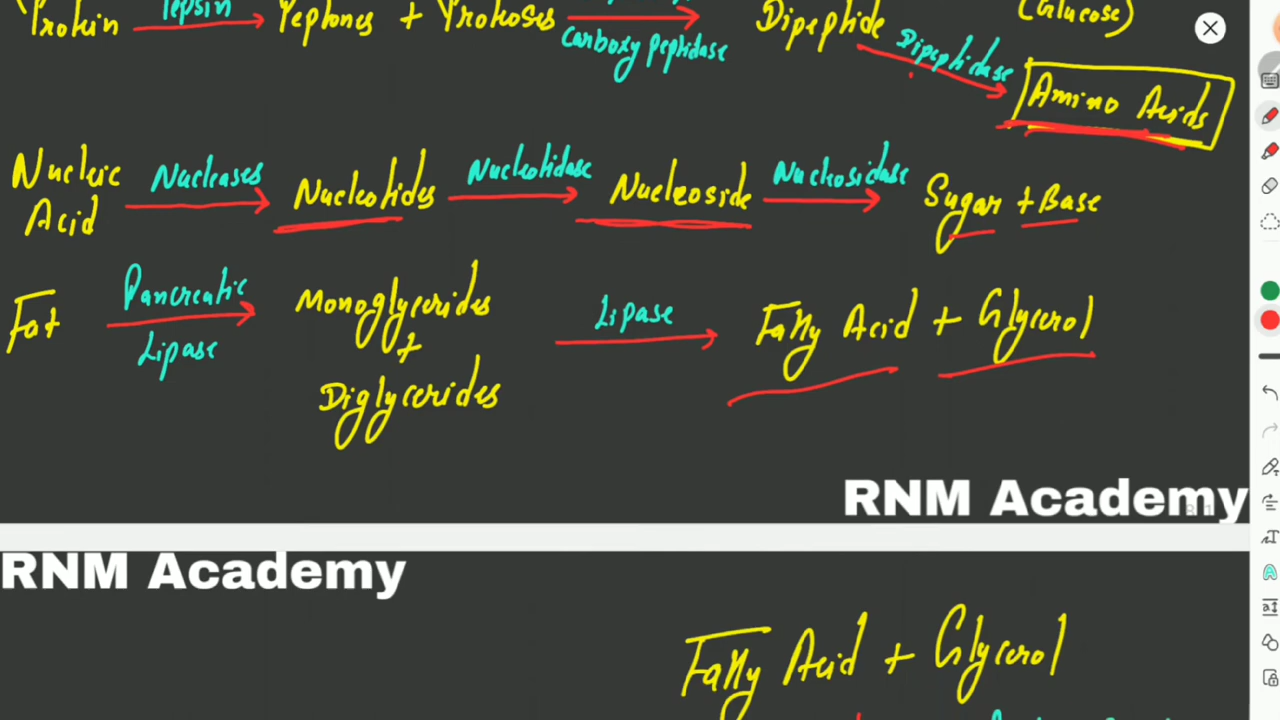 Protein Pepsin Peptones + Proteoses Carboxy peptidase Dipeptide Dipeptidase (Glucose)
Amino Acids
Nucleic Acid Nucleases Nucleotides Nucleotidase Nucleoside Nucleosidase Sugar + Base
Fat Pancreatic Lipase Monoglycerides + Diglycerides Lipase Fatty Acid + Glycerol
RNM Academy
RNM Academy
Fatty Acid + Glycerol